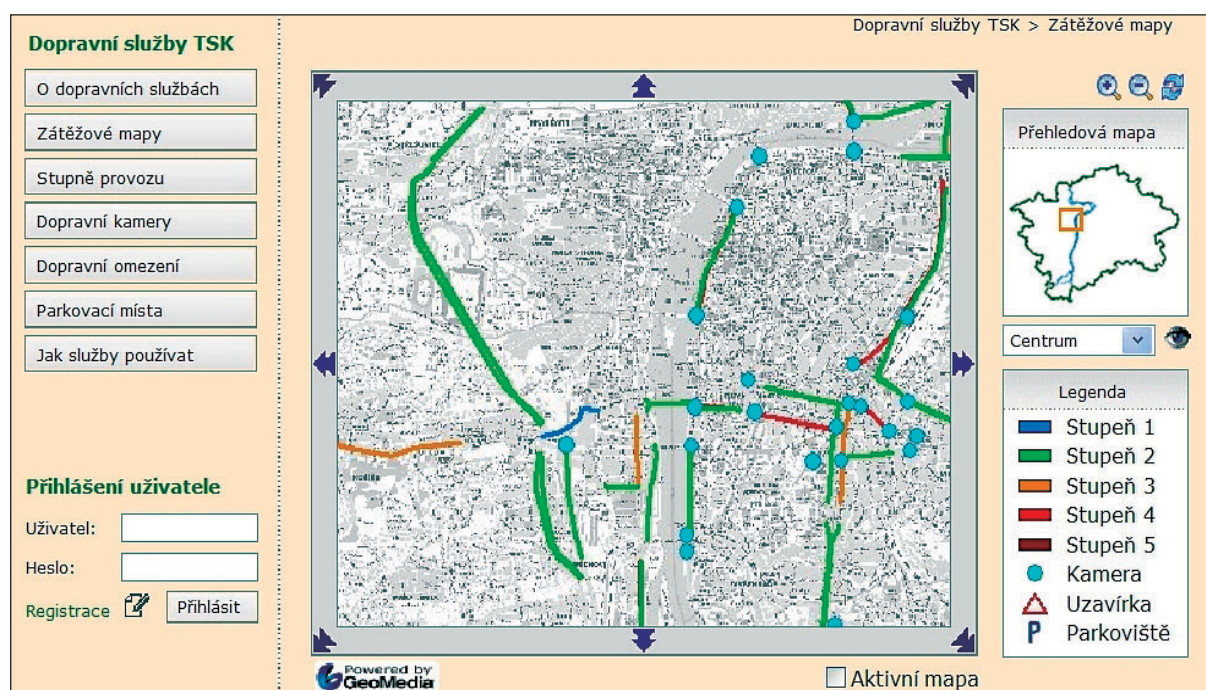 Dopravní služby TSK > Zátěžové mapy
Dopravní služby TSK
O dopravních službách
Zátěžové mapy
Stupně provozu
Dopravní kamery
Dopravní omezení
Parkovací místa
Jak služby používat
Přihlášení uživatele
Uživatel:
Heslo:
Registrace
Přihlásit
Powered by
GeoMedia
Aktivní mapa
Přehledová mapa
Centrum
Legenda
Stupeň 1
Stupeň 2
Stupeň 3
Stupeň 4
Stupeň 5
Kamera
Uzavírka
P Parkoviště